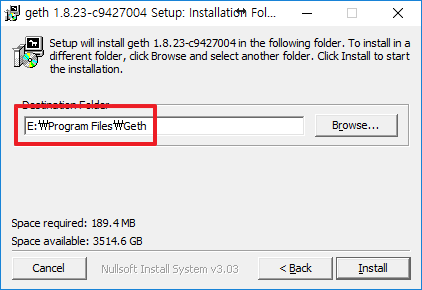 geth 1.8.23-c9427004 Setup: Installation Fol...
Setup will install geth 1.8.23-c9427004 in the following folder. To install in a
different folder, click Browse and select another folder. Click Install to start
the installation.
Destination Folder
E:₩Program Files₩Geth
Browse...
Space required: 189.4 MB
Space available: 3514.6 GB
Cancel
Nullsoft Install System v3.03
< Back
Install